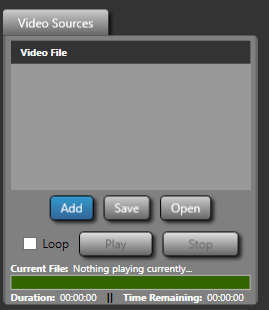 Video Sources
Video File
Add Save Open
Loop Play Stop
Current File: Nothing playing currently...
Duration: 00:00:00 || Time Remaining: 00:00:00